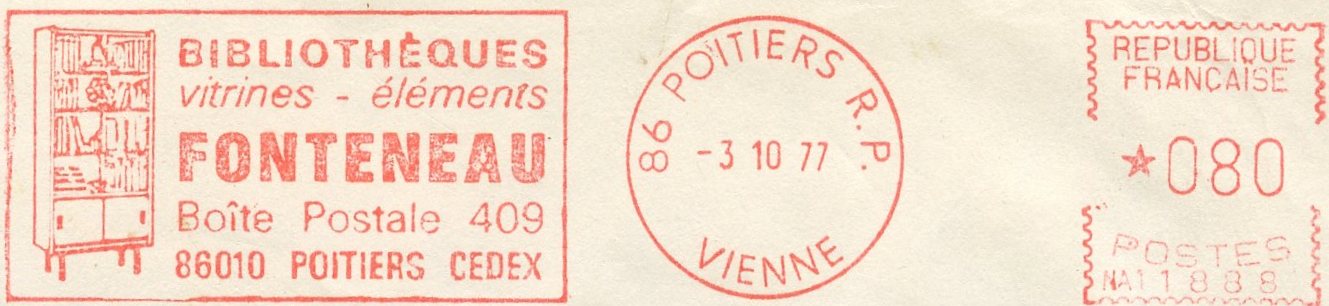 BIBLIOTHÈQUES
vitrines - éléments
FONTENEAU
Boîte Postale 409
86010 POITIERS CEDEX
86 POITIERS R.P.
-3 10 77
VIENNE
REPUBLIQUE
FRANÇAISE
★080
POSTES
NA11888